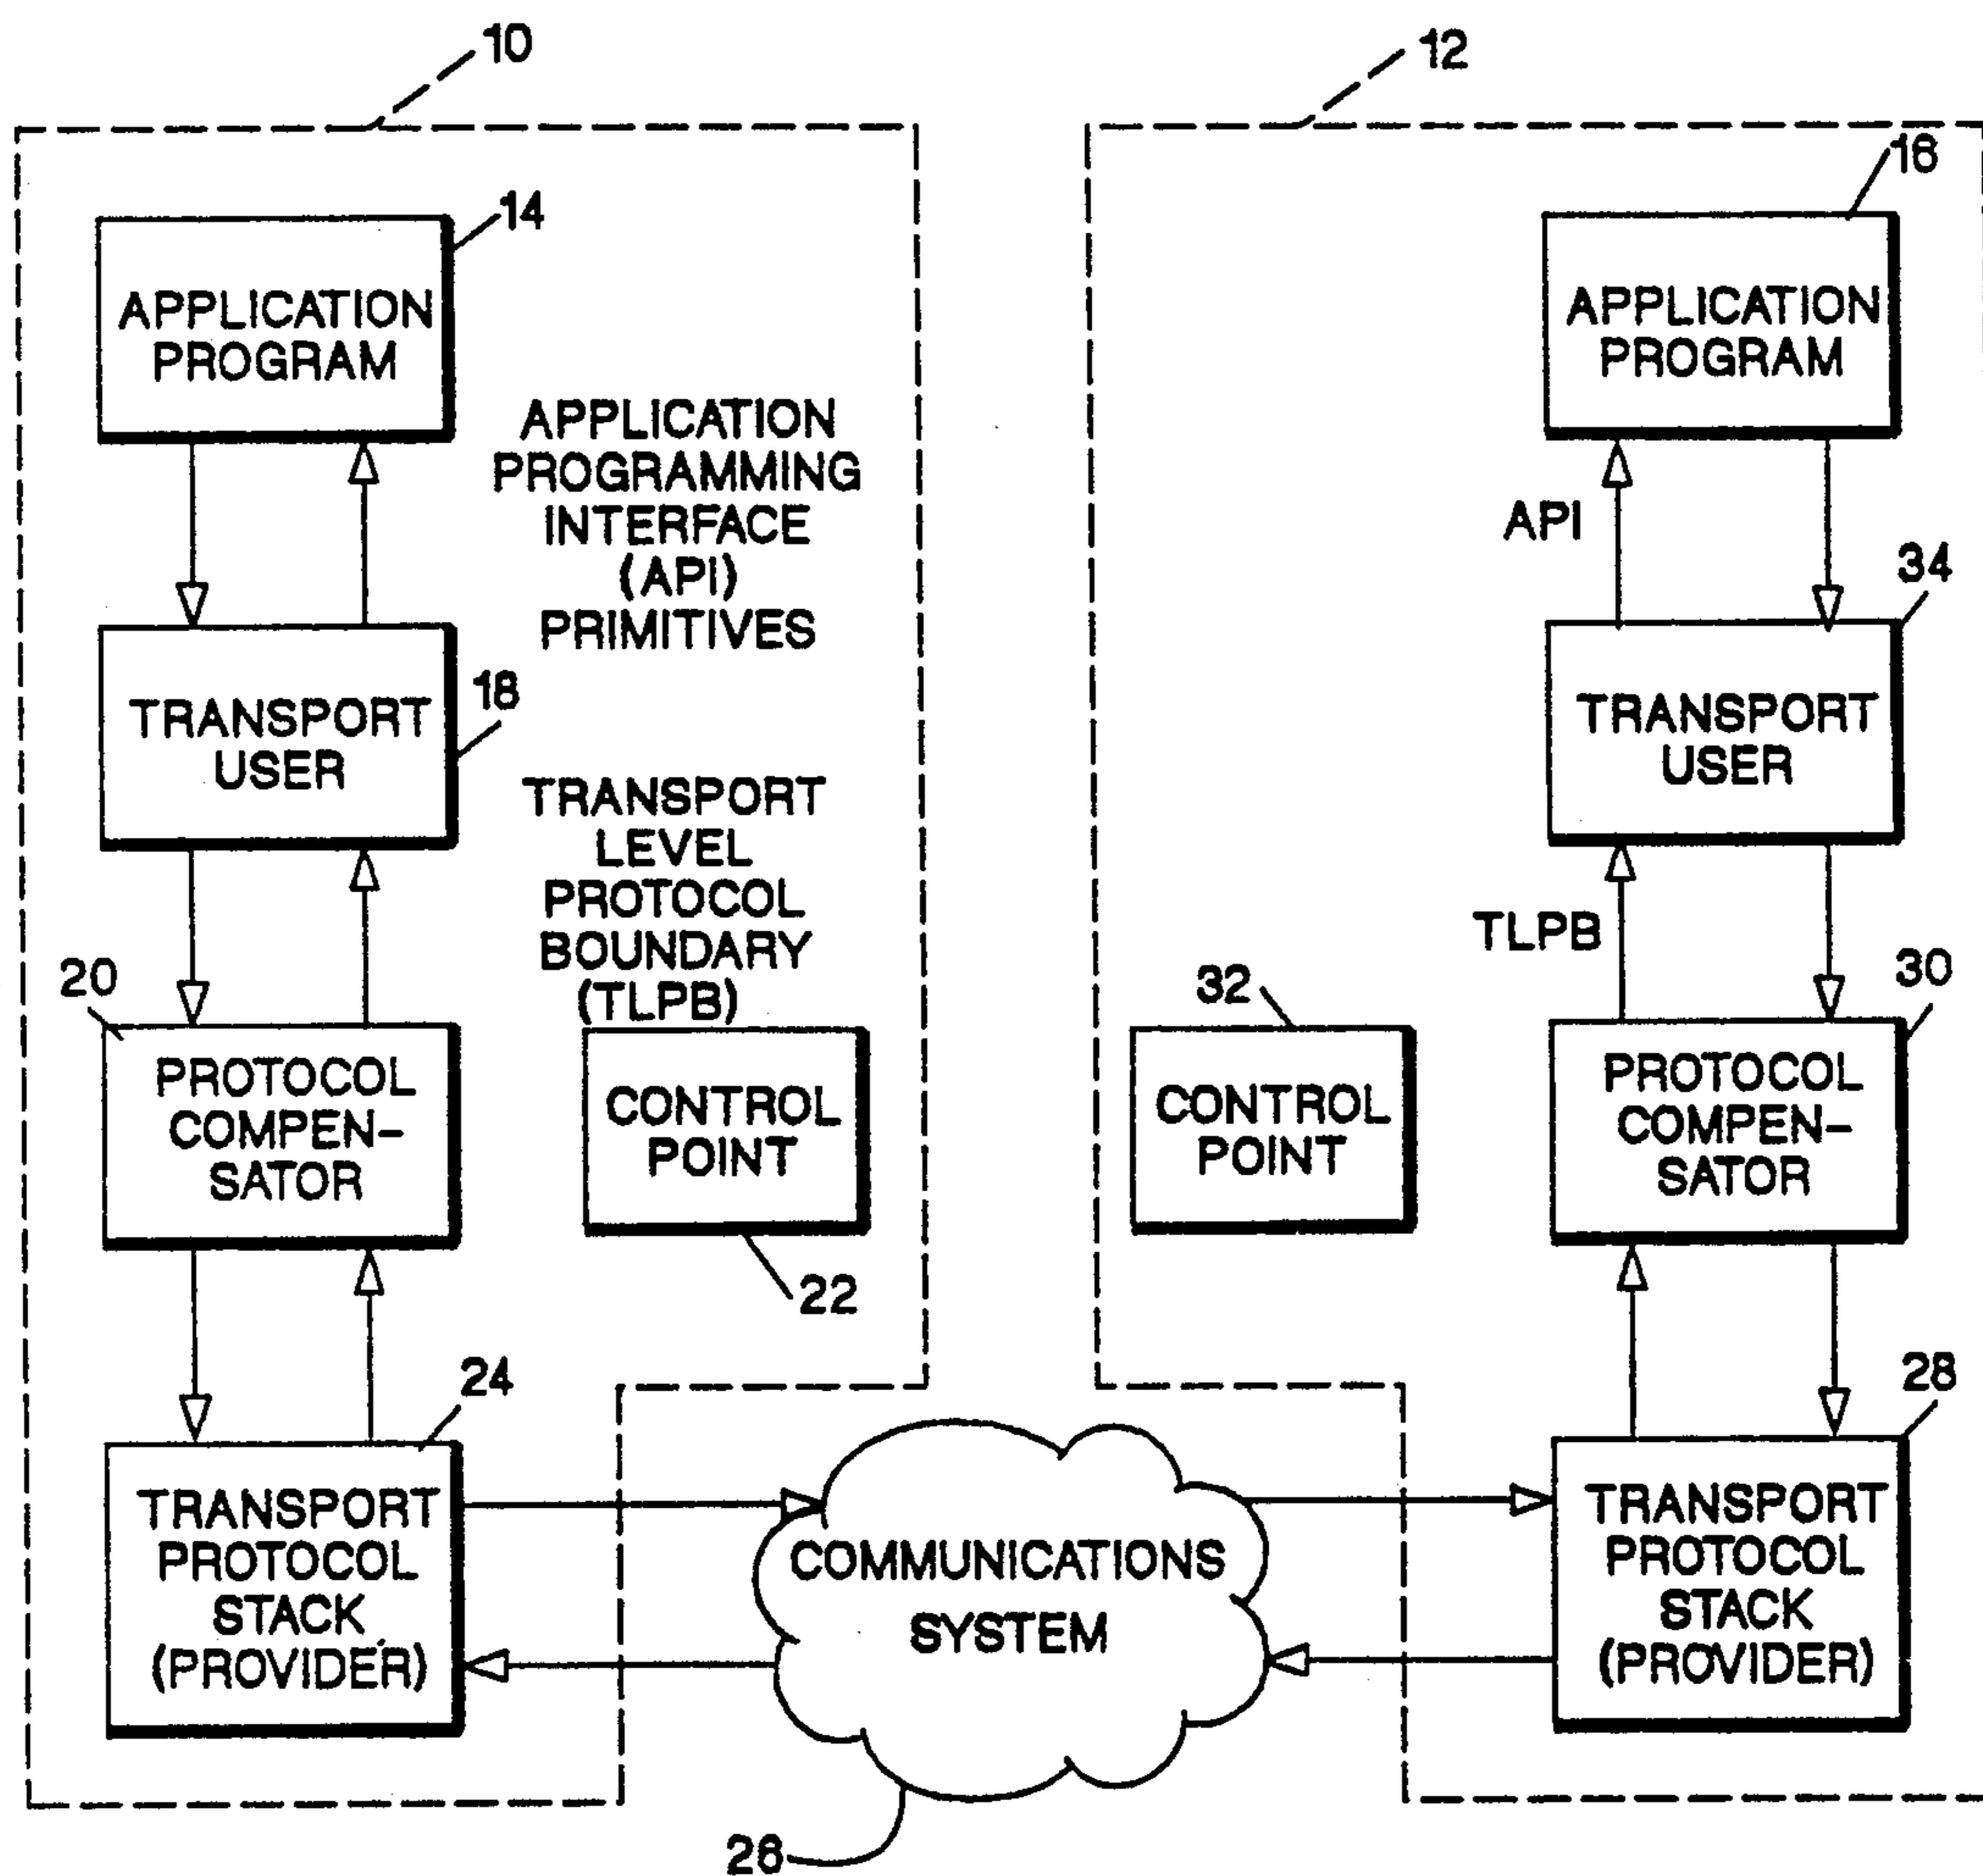 10
12
14
APPLICATION
PROGRAM
APPLICATION
PROGRAMMING
INTERFACE
(API)
PRIMITIVES
18
TRANSPORT
USER
TRANSPORT
LEVEL
PROTOCOL
BOUNDARY
(TLPB)
20
PROTOCOL
COMPEN-
SATOR
CONTROL
POINT
22
24
TRANSPORT
PROTOCOL
STACK
(PROVIDER)
COMMUNICATIONS
SYSTEM
26
16
APPLICATION
PROGRAM
API
34
TRANSPORT
USER
TLPB
32
CONTROL
POINT
30
PROTOCOL
COMPEN-
SATOR
28
TRANSPORT
PROTOCOL
STACK
(PROVIDER)